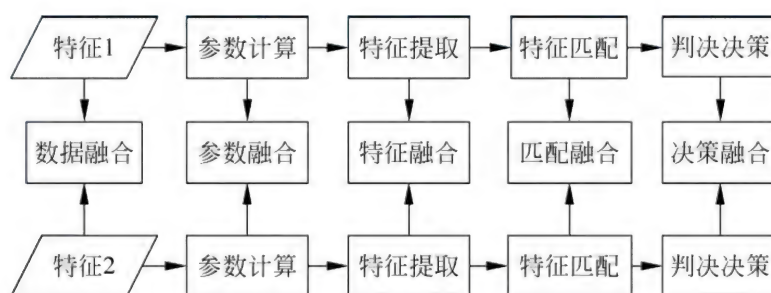 特征1 参数计算 特征提取 特征匹配 判决决策
数据融合 参数融合 特征融合 匹配融合 决策融合
特征2 参数计算 特征提取 特征匹配 判决决策